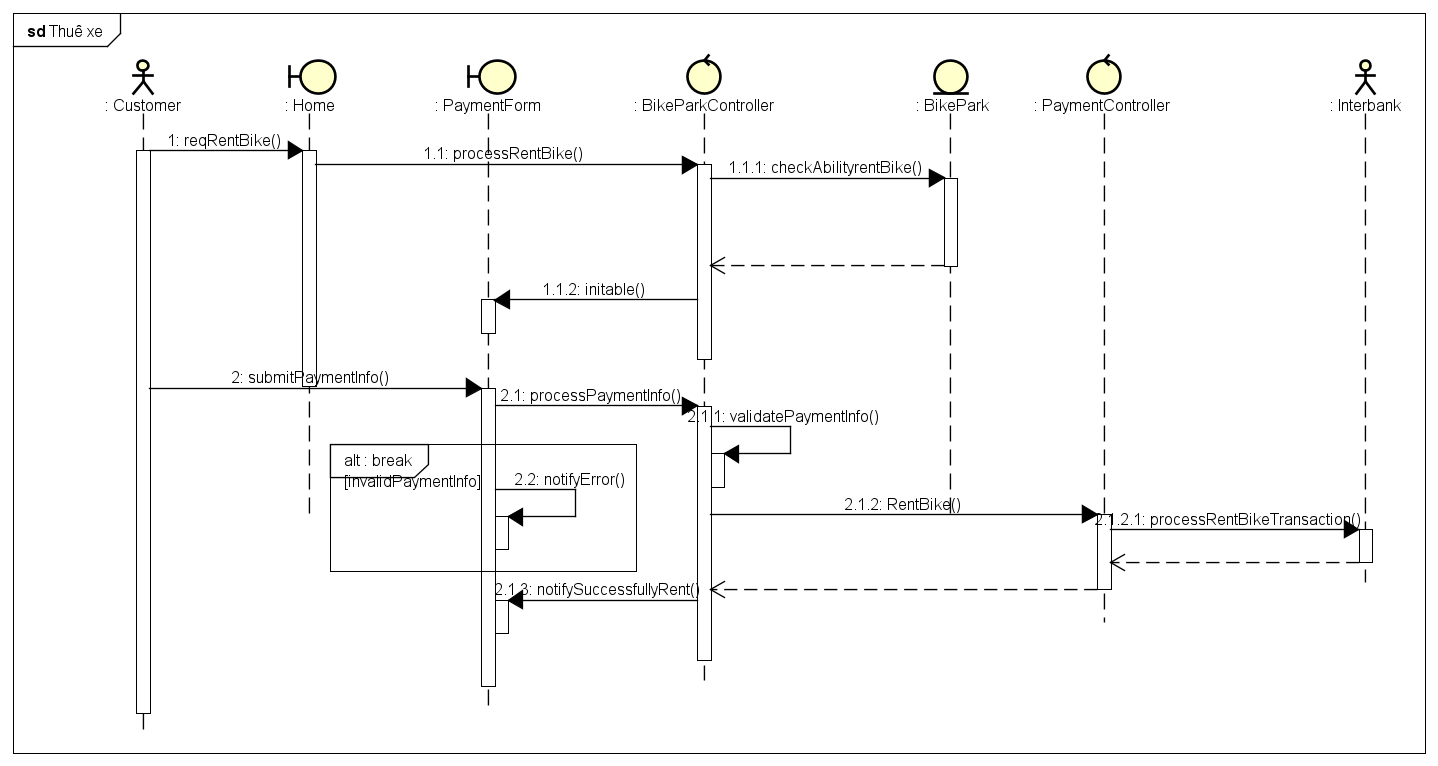 sd Thuê xe
: Customer
: Home
: PaymentForm
: BikeParkController
: BikePark
: PaymentController
: Interbank
1: reqRentBike()
1.1: processRentBike()
1.1.1: checkAbilityrentBike()
1.1.2: initable()
2: submitPaymentInfo()
2.1: processPaymentInfo()
2.1.1: validatePaymentInfo()
alt : break
[invalidPaymentInfo]
2.2: notifyError()
2.1.2: RentBike()
2.1.2.1: processRentBikeTransaction()
2.1.3: notifySuccessfullyRent()